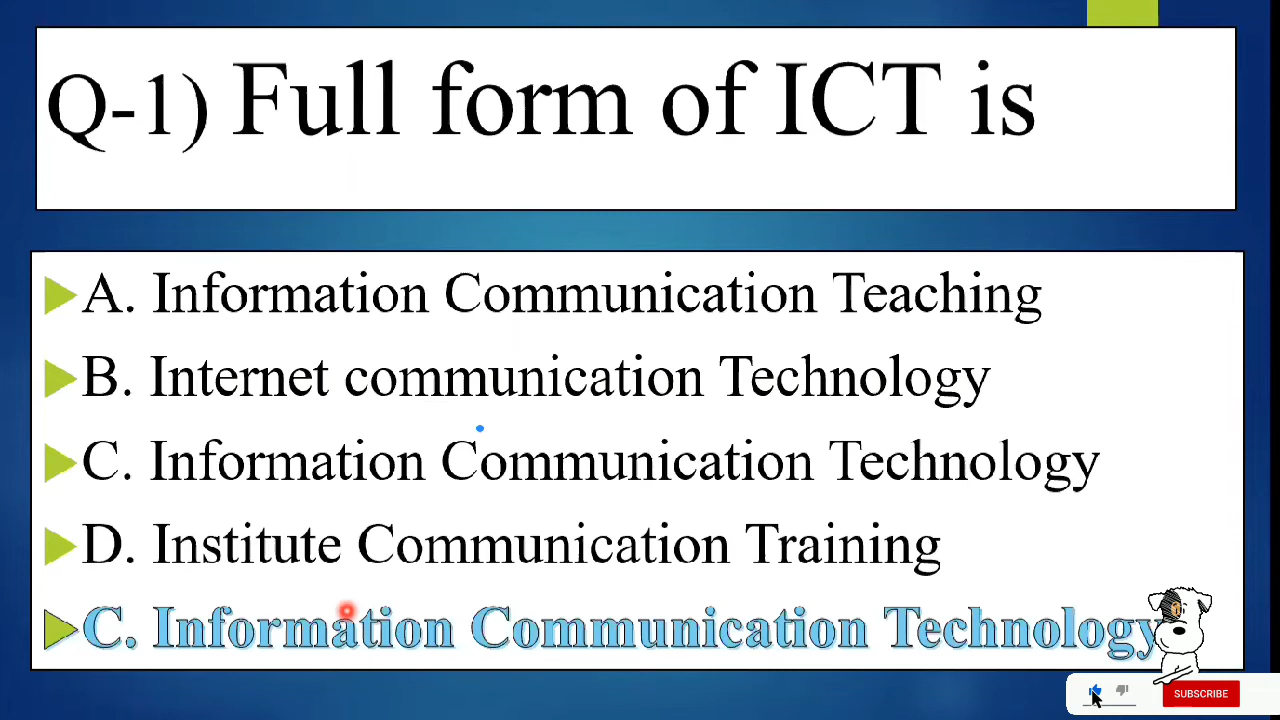 Q-1) Full form of ICT is
A. Information Communication Teaching
B. Internet communication Technology
C. Information Communication Technology
D. Institute Communication Training
C. Information Communication Technology
SUBSCRIBE